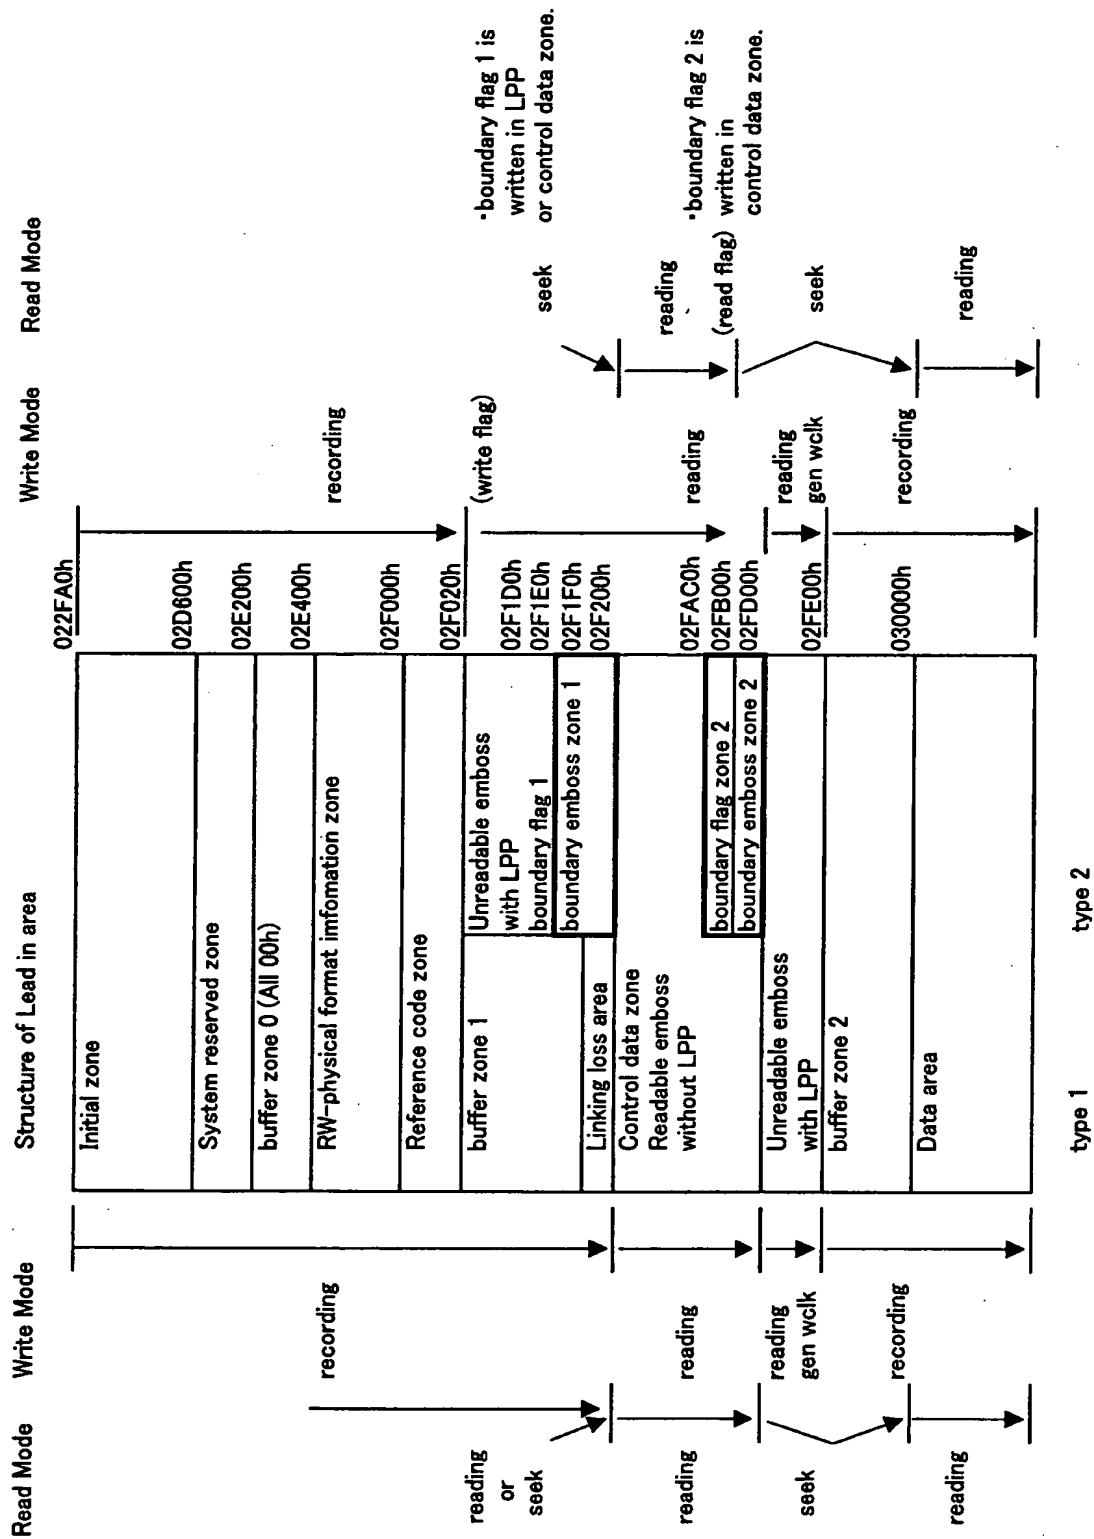 Structure of Lead in area
Read Mode
Write Mode
Write Mode
Read Mode
022FA0h
Initial zone
02D600h
System reserved zone
02E200h
buffer zone 0 (All 00h)
02E400h
RW-physical format imfomation zone
02F000h
Reference code zone
02F020h
buffer zone 1
Unreadable emboss
with LPP
02F1D0h
boundary flag 1
02F1E0h
boundary emboss zone 1
02F1F0h
Linking loss area
02F200h
Control data zone
Readable emboss
without LPP
02FAC0h
boundary flag zone 2
02FB00h
boundary emboss zone 2
02FD00h
Unreadable emboss
with LPP
02FE00h
buffer zone 2
030000h
Data area
type 1
type 2
recording
reading
or
seek
reading
reading
seek
reading
gen wclk
recording
reading
recording
(write flag)
reading
reading
gen wclk
recording
seek
reading
(read flag)
seek
reading
・boundary flag 1 is
written in LPP
or control data zone.
・boundary flag 2 is
written in
control data zone.